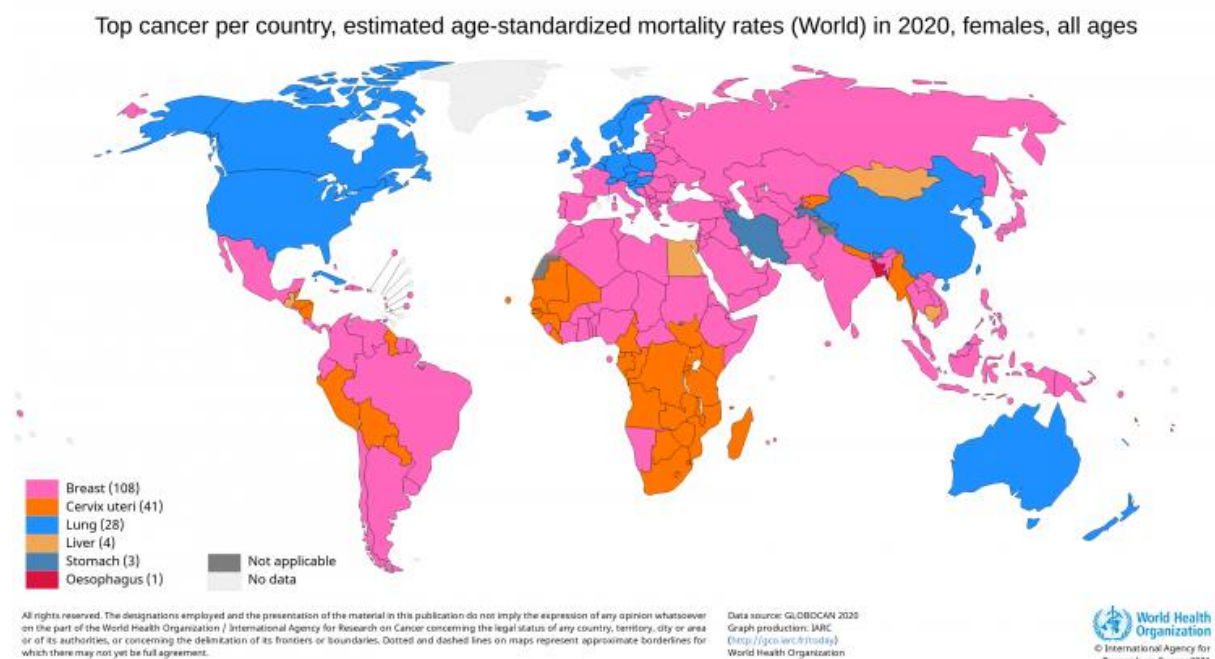 Top cancer per country, estimated age-standardized mortality rates (World) in 2020, females, all ages
Breast (108)
Cervix uteri (41)
Lung (28)
Liver (4)
Stomach (3)
Oesophagus (1)
Not applicable
No data
All rights reserved. The designations employed and the presentation of the material in this publication do not imply the expression of any opinion whatsoever
on the part of the World Health Organization / International Agency for Research on Cancer concerning the legal status of any country, territory, city or area
or of its authorities, or concerning the delimitation of its frontiers or boundaries. Dotted and dashed lines on maps represent approximate borderlines for
which there may not yet be full agreement.
Data source: GLOBOCAN 2020
Graph production: IARC
(http://gco.iarc.fr/today)
World Health Organization
World Health
Organization
© International Agency for